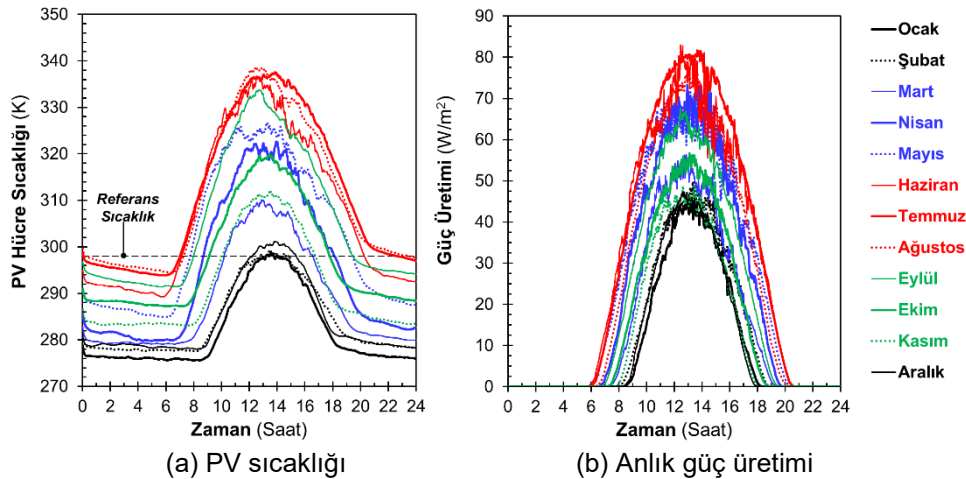 350
340
330
320
310
300
290
280
270
PV Hücre Sıcaklığı (K)
Referans
Sıcaklık
0 2 4 6 8 10 12 14 16 18 20 22 24
Zaman (Saat)
(a) PV sıcaklığı
90
80
70
60
50
40
30
20
10
0
Güç Üretimi (W/m²)
0 2 4 6 8 10 12 14 16 18 20 22 24
Zaman (Saat)
(b) Anlık güç üretimi
Ocak
Şubat
Mart
Nisan
Mayıs
Haziran
Temmuz
Ağustos
Eylül
Ekim
Kasım
Aralık